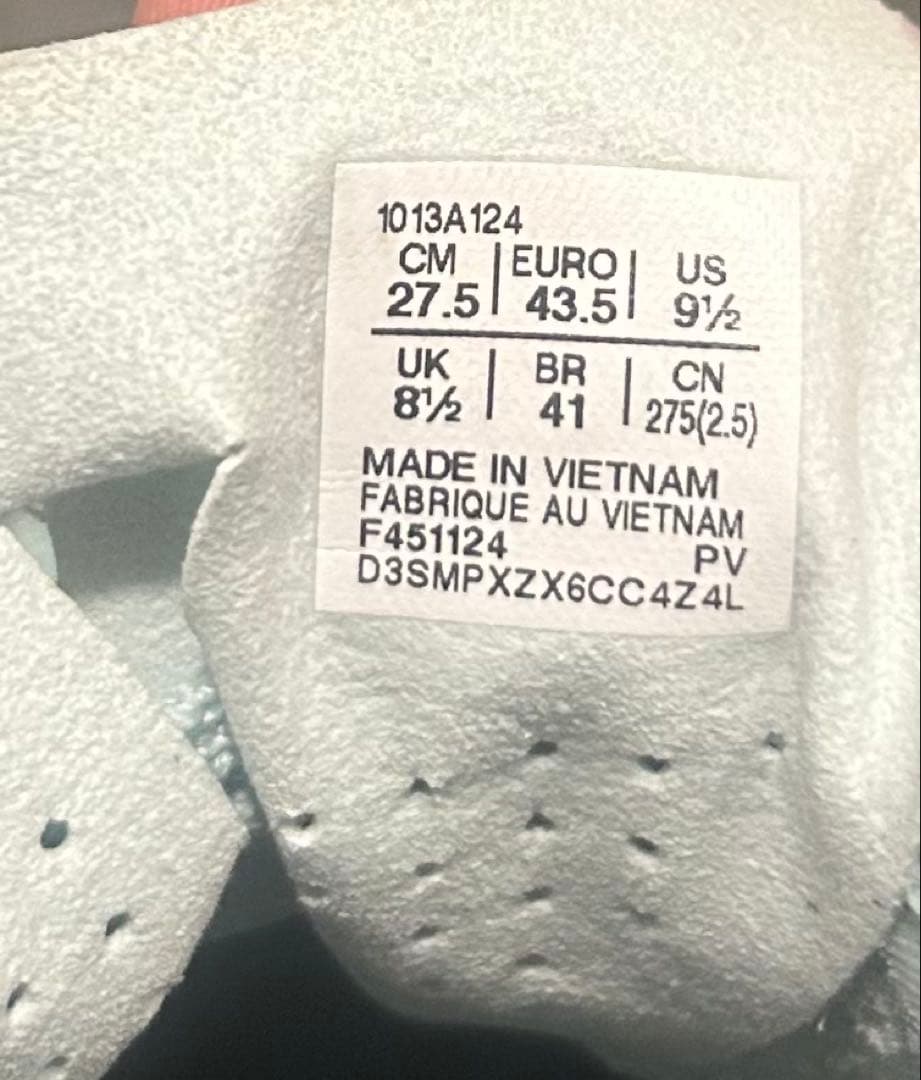 1013A124
CM | EURO | US
27.5 | 43.5 | 9½
UK | BR | CN
8½ | 41 | 275(2.5)
MADE IN VIETNAM
FABRIQUE AU VIETNAM
F451124 PV
D3SMPXZX6CC4Z4L